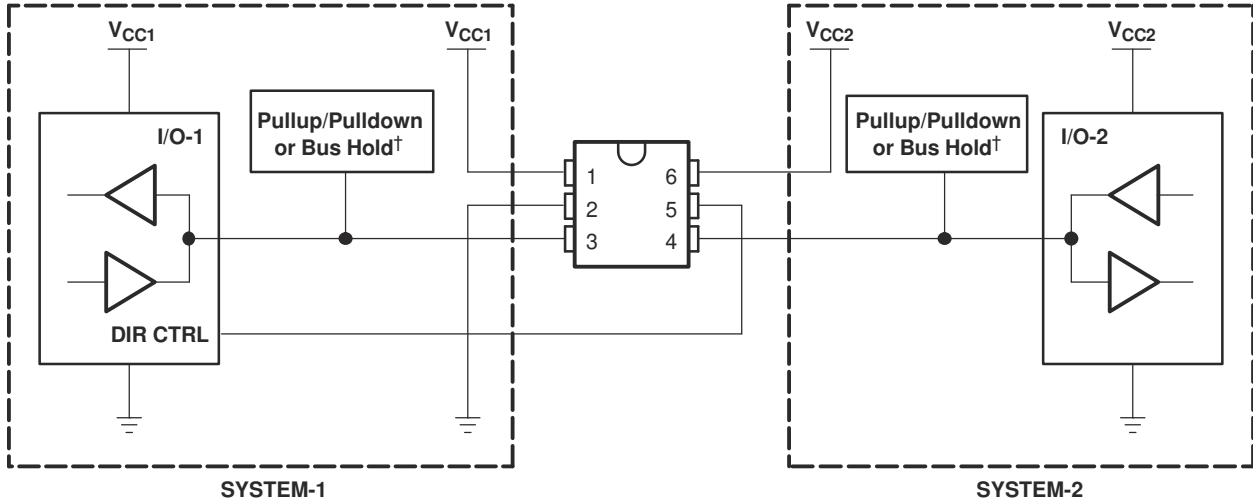 VCC1
VCC1
I/O-1
Pullup/Pulldown
or Bus Hold†
DIR CTRL
1
2
3
6
5
4
VCC2
VCC2
Pullup/Pulldown
or Bus Hold†
I/O-2
SYSTEM-1
SYSTEM-2